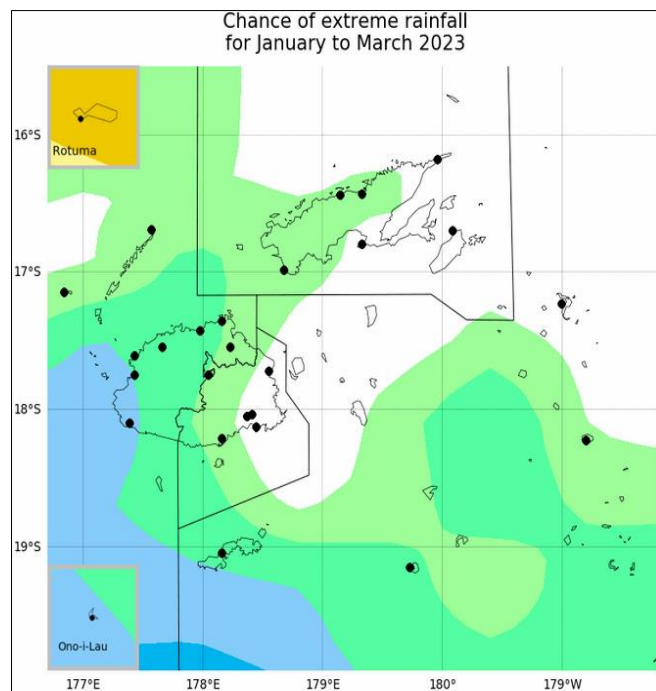 Chance of extreme rainfall
for January to March 2023
16°S
Rotuma
17°S
18°S
19°S
Ono-i-Lau
177°E
178°E
179°E
180°
179°W